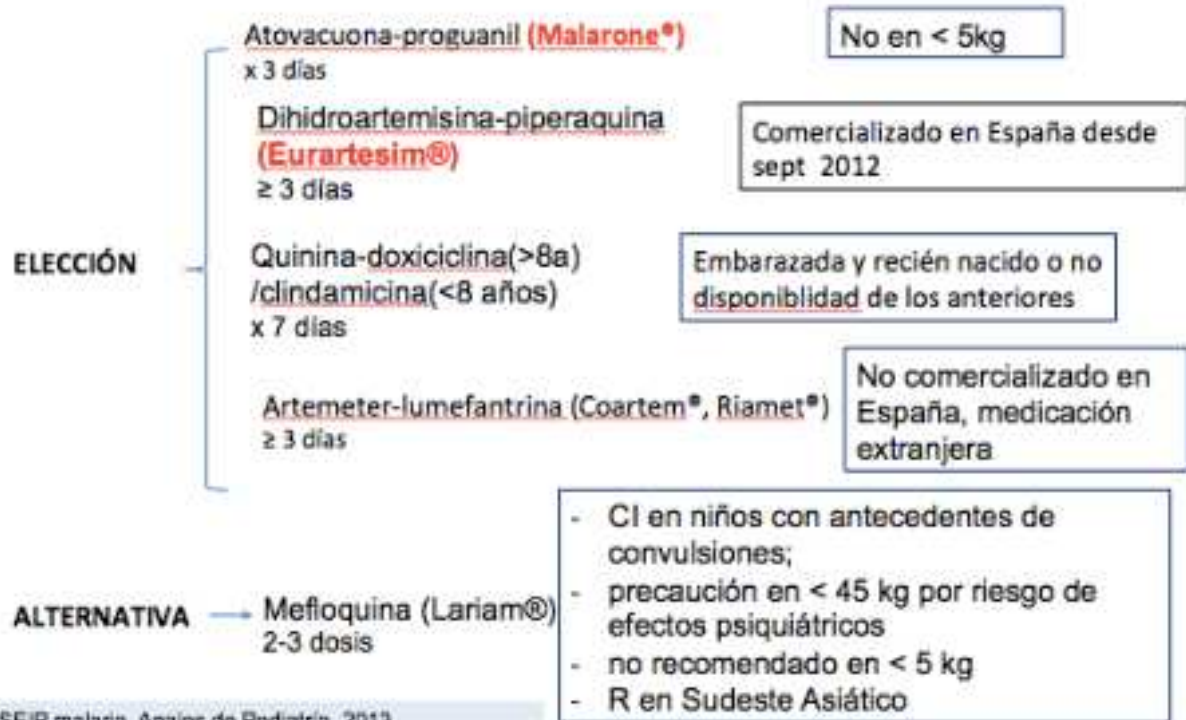 Atovacuona-proguanil (Malarone®)
x 3 días
No en < 5kg
Dihidroartemisina-piperaquina
(Eurartesim®)
≥ 3 días
Comercializado en España desde
sept 2012
ELECCIÓN
Quinina-doxiciclina(>8a)
/clindamicina(<8 años)
x 7 días
Embarazada y recién nacido o no
disponiblidad de los anteriores
Artemeter-lumefantrina (Coartem®, Riamet®)
≥ 3 días
No comercializado en
España, medicación
extranjera
ALTERNATIVA
Mefloquina (Lariam®)
2-3 dosis
- CI en niños con antecedentes de
convulsiones;
- precaución en < 45 kg por riesgo de
efectos psiquiátricos
- no recomendado en < 5 kg
- R en Sudeste Asiático
malaria. Anales de Pediatría, 2013